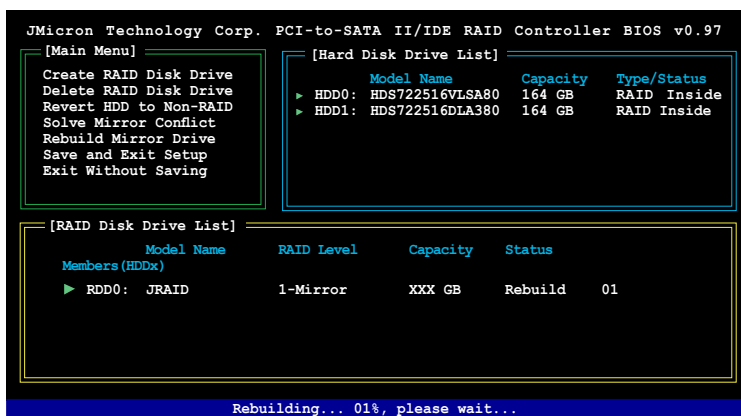 JMicron Technology Corp. PCI-to-SATA II/IDE RAID Controller BIOS v0.97
[Main Menu]
Create RAID Disk Drive
Delete RAID Disk Drive
Revert HDD to Non-RAID
Solve Mirror Conflict
Rebuild Mirror Drive
Save and Exit Setup
Exit Without Saving
[Hard Disk Drive List]
Model Name Capacity Type/Status
HDD0: HDS722516VLSA80 164 GB RAID Inside
HDD1: HDS722516DLA380 164 GB RAID Inside
[RAID Disk Drive List]
Model Name RAID Level Capacity Status
Members(HDDx)
RDD0: JRAID 1-Mirror XXX GB Rebuild 01
Rebuilding... 01%, please wait...